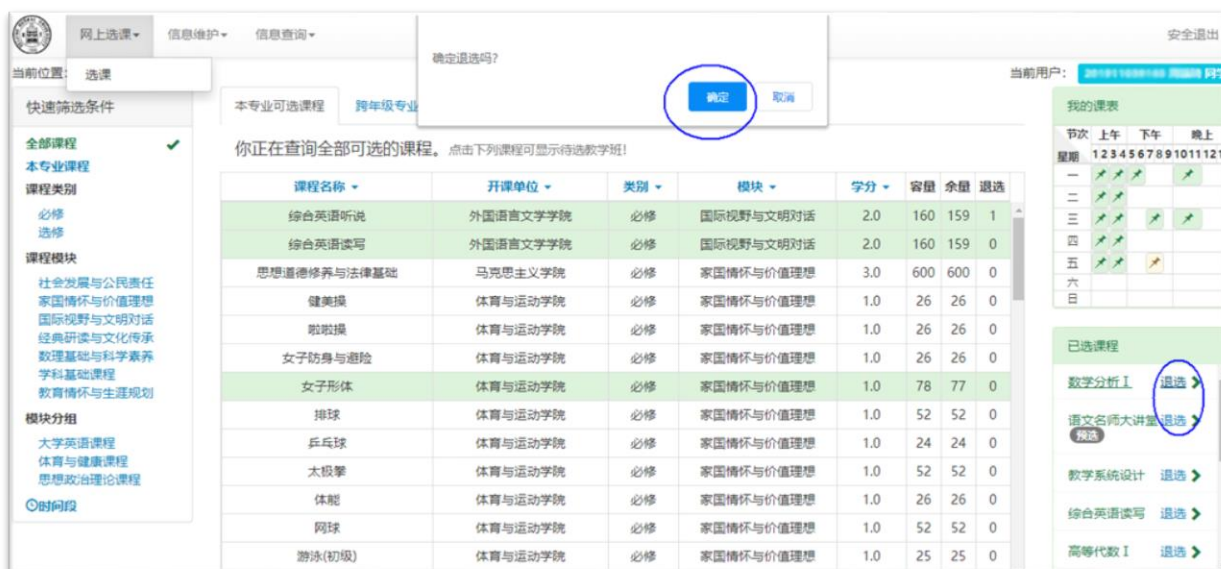 网上选课 信息维护 信息查询 安全退出
选课
当前位置:
当前用户:
确定退选吗?
确定 取消
快速筛选条件
全部课程
本专业课程
课程类别
必修
选修
课程模块
社会发展与公民责任
家国情怀与价值理想
国际视野与文明对话
经典研读与文化传承
数理基础与科学素养
学科基础课程
教育情怀与生涯规划
模块分组
大学英语课程
体育与健康课程
思想政治理论课程
时间段
本专业可选课程 跨年级专业
你正在查询全部可选的课程。点击下列课程可显示待选教学班!
课程名称 开课单位 类别 模块 学分 容量 余量 退选
综合英语听说 外国语言文学学院 必修 国际视野与文明对话 2.0 160 159 1
综合英语读写 外国语言文学学院 必修 国际视野与文明对话 2.0 160 159 0
思想道德修养与法律基础 马克思主义学院 必修 家国情怀与价值理想 3.0 600 600 0
健美操 体育与运动学院 必修 家国情怀与价值理想 1.0 26 26 0
啦啦操 体育与运动学院 必修 家国情怀与价值理想 1.0 26 26 0
女子防身与避险 体育与运动学院 必修 家国情怀与价值理想 1.0 26 26 0
女子形体 体育与运动学院 必修 家国情怀与价值理想 1.0 78 77 0
排球 体育与运动学院 必修 家国情怀与价值理想 1.0 52 52 0
乒乓球 体育与运动学院 必修 家国情怀与价值理想 1.0 24 24 0
太极拳 体育与运动学院 必修 家国情怀与价值理想 1.0 52 52 0
体能 体育与运动学院 必修 家国情怀与价值理想 1.0 26 26 0
网球 体育与运动学院 必修 家国情怀与价值理想 1.0 52 52 0
游泳(初级) 体育与运动学院 必修 家国情怀与价值理想 1.0 25 25 0
我的课表
节次 上午 下午 晚上
星期 123456789101112
一
二
三
四
五
六
日
已选课程
数学分析Ⅰ 退选
语文名师大讲堂 退选
预选
教学系统设计 退选
综合英语读写 退选
高等代数Ⅰ 退选